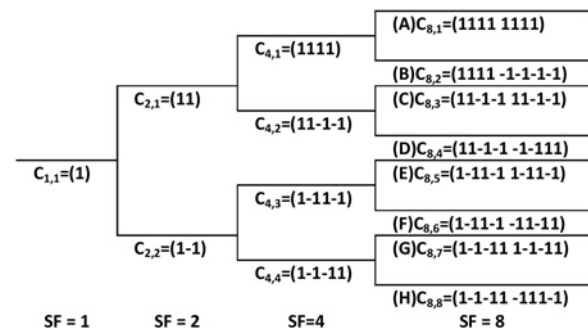 (A)C8,1=(1111 1111)
C4,1=(1111)
(B)C8,2=(1111 -1-1-1-1)
C2,1=(11)
(C)C8,3=(11-1-1 11-1-1)
C4,2=(11-1-1)
(D)C8,4=(11-1-1 -1-111)
C1,1=(1)
(E)C8,5=(1-11-1 1-11-1)
C4,3=(1-11-1)
(F)C8,6=(1-11-1 -11-11)
C2,2=(1-1)
(G)C8,7=(1-1-11 1-1-11)
C4,4=(1-1-11)
(H)C8,8=(1-1-11 -111-1)
SF = 1 SF = 2 SF=4 SF = 8